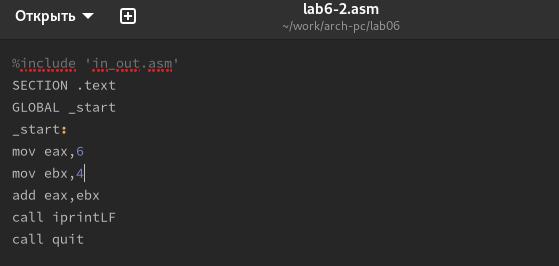 Открыть
lab6-2.asm
~/work/arch-pc/lab06
%include 'in_out.asm'
SECTION .text
GLOBAL _start
_start:
mov eax,6
mov ebx,4
add eax,ebx
call iprintLF
call quit